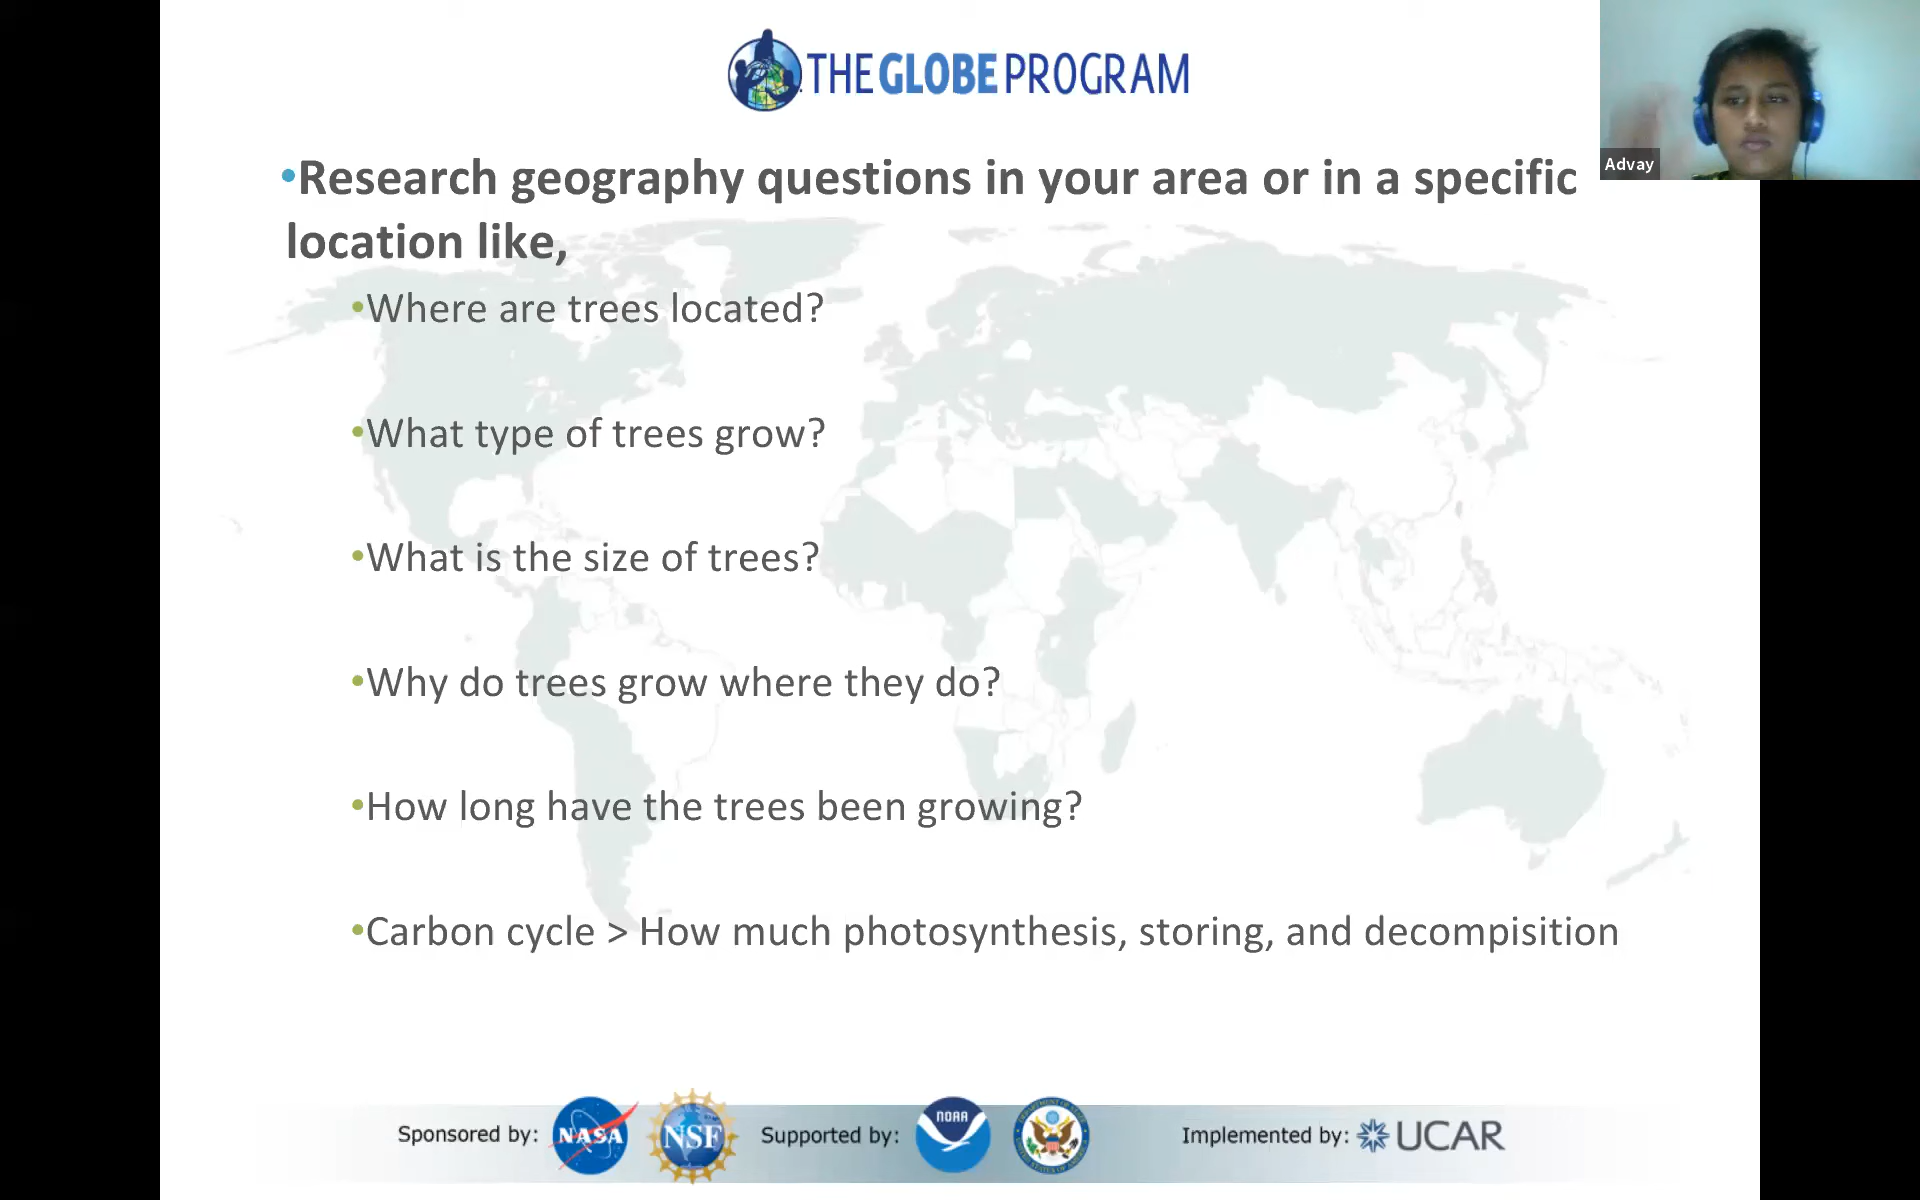 THE GLOBE PROGRAM
Advay
•Research geography questions in your area or in a specific
location like,
•Where are trees located?
•What type of trees grow?
•What is the size of trees?
•Why do trees grow where they do?
•How long have the trees been growing?
•Carbon cycle > How much photosynthesis, storing, and decompisition
Sponsored by: NASA NSF Supported by: NOAA Implemented by: UCAR